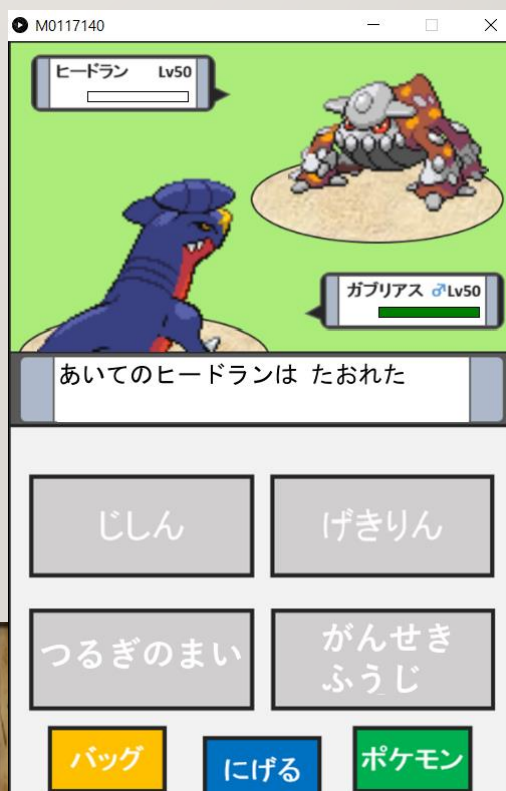 M0117140
ヒードラン Lv50
ガブリアス ♂Lv50
あいてのヒードランは たおれた
じしん
げきりん
つるぎのまい
がんせき
ふうじ
バッグ
にげる
ポケモン